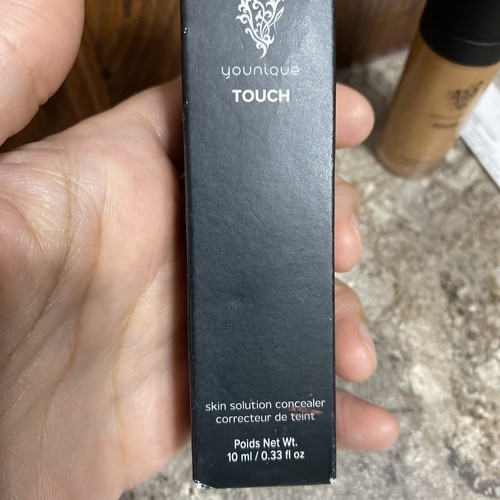 younique
TOUCH
skin solution concealer
correcteur de teint
Poids Net Wt.
10 ml / 0.33 fl oz